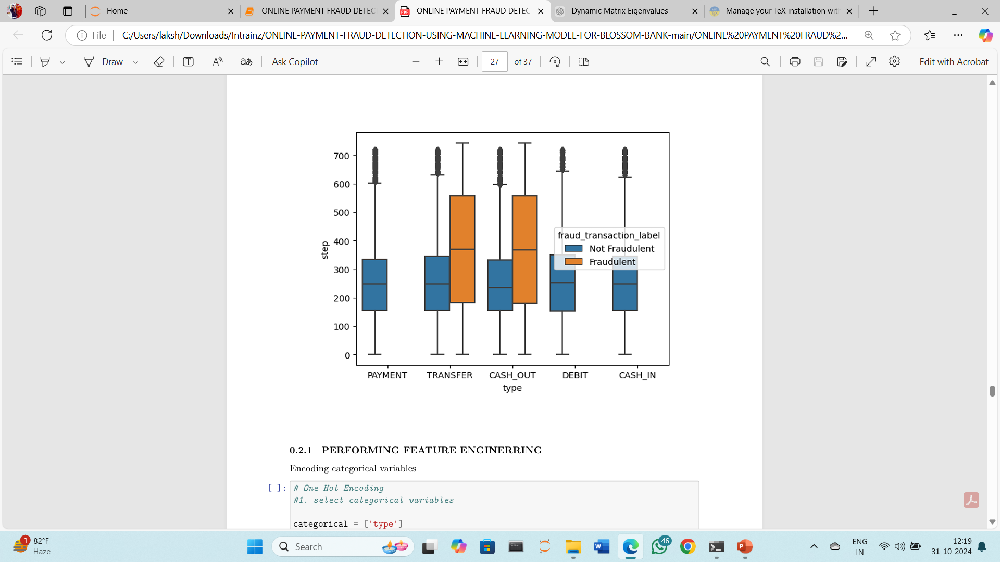 Home
ONLINE PAYMENT FRAUD DETEC
ONLINE PAYMENT FRAUD DETEC
Dynamic Matrix Eigenvalues
Manage your TeX installation with
File
C:/Users/laksh/Downloads/Intrainz/ONLINE-PAYMENT-FRAUD-DETECTION-USING-MACHINE-LEARNING-MODEL-FOR-BLOSSOM-BANK-main/ONLINE%20PAYMENT%20FRAUD%2...
Draw
T
A
aあ
Ask Copilot
27 of 37
Edit with Acrobat
700
600
500
400
300
200
100
0
step
fraud_transaction_label
Not Fraudulent
Fraudulent
PAYMENT TRANSFER CASH_OUT DEBIT CASH_IN
type
0.2.1 PERFORMING FEATURE ENGINERRING
Encoding categorical variables
[ ]: # One Hot Encoding
#1. select categorical variables
categorical = ['type']
1
82°F
Haze
Search
W
46
P
ENG
IN
12:19
31-10-2024